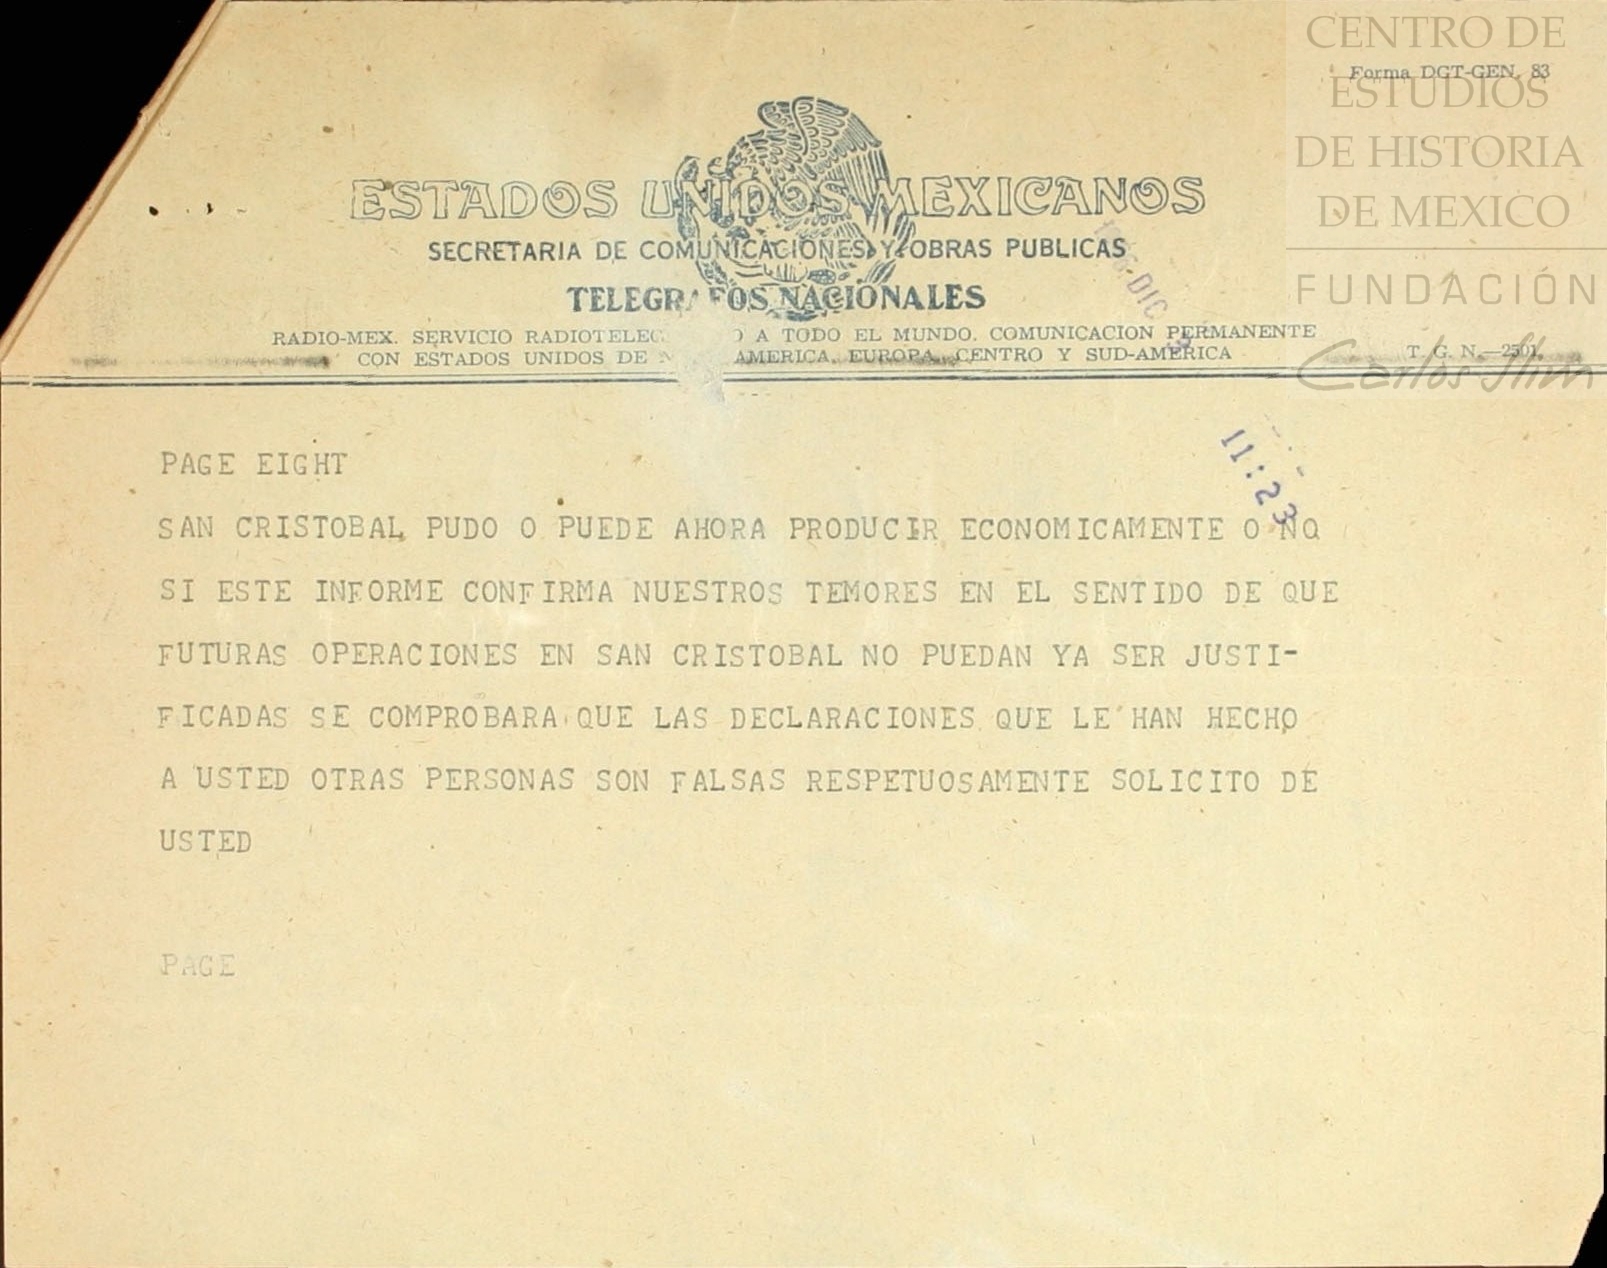 CENTRO DE
ESTUDIOS
DE HISTORIA
DE MEXICO
FUNDACIÓN
Carlos Slim
Forma DGT-GEN. 83
ESTADOS UNIDOS MEXICANOS
SECRETARIA DE COMUNICACIONES Y OBRAS PUBLICAS
TELEGRAFOS NACIONALES
RADIO-MEX. SERVICIO A TODO EL MUNDO. COMUNICACION PERMANENTE
CON ESTADOS UNIDOS DE AMERICA, EUROPA, CENTRO Y SUD-AMERICA
T. G. N.—2501.
DIC
11:23
PAGE EIGHT
SAN CRISTOBAL PUDO O PUEDE AHORA PRODUCIR ECONOMICAMENTE O NO
SI ESTE INFORME CONFIRMA NUESTROS TEMORES EN EL SENTIDO DE QUE
FUTURAS OPERACIONES EN SAN CRISTOBAL NO PUEDAN YA SER JUSTI-
FICADAS SE COMPROBARA QUE LAS DECLARACIONES QUE LE HAN HECHO
A USTED OTRAS PERSONAS SON FALSAS RESPETUOSAMENTE SOLICITO DE
USTED
PAGE